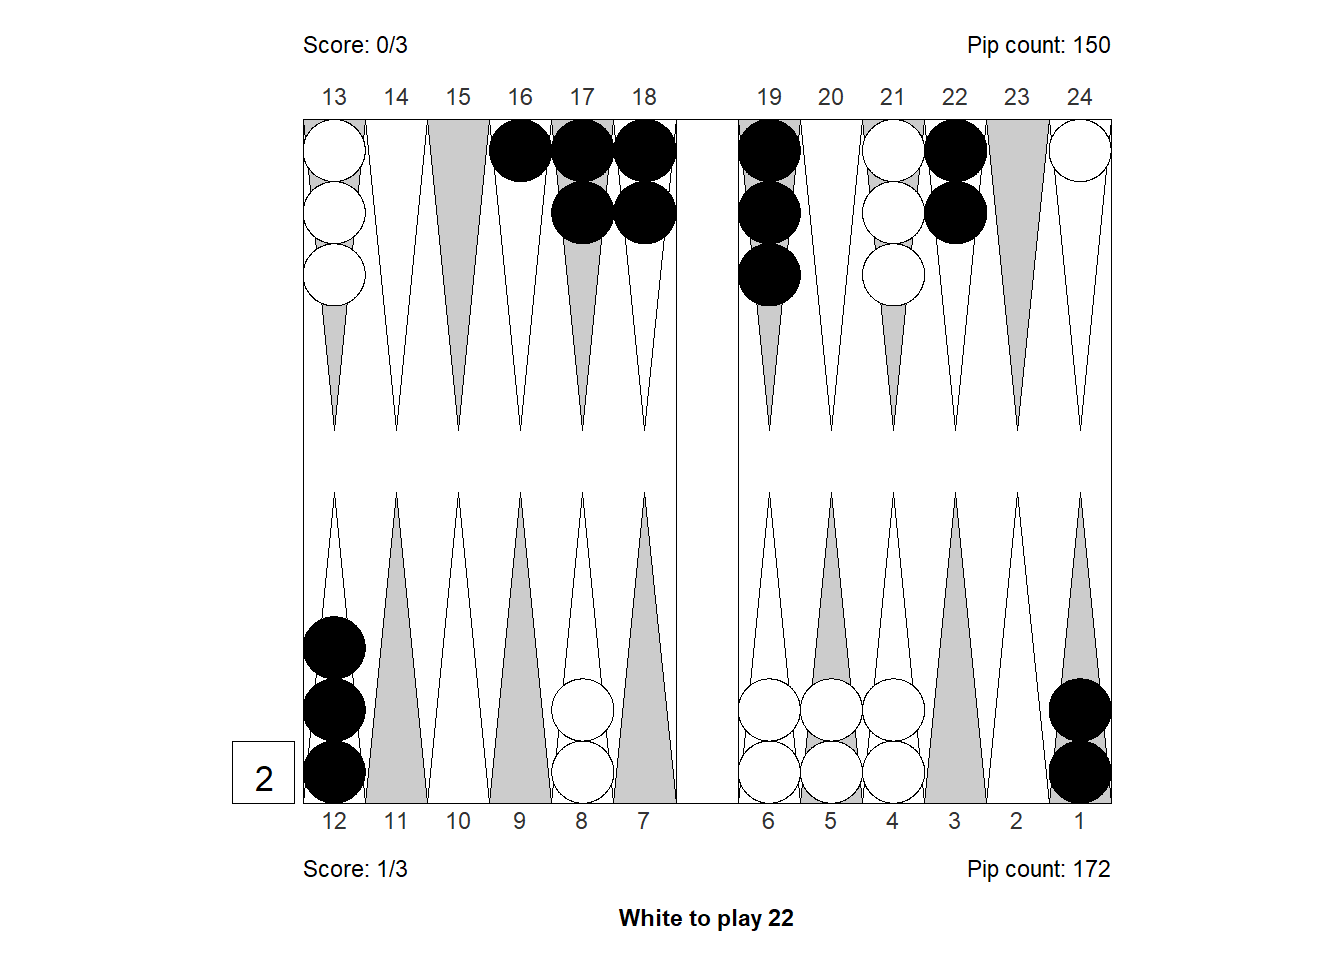 Score: 0/3 Pip count: 150
13 14 15 16 17 18 19 20 21 22 23 24
2
12 11 10 9 8 7 6 5 4 3 2 1
Score: 1/3 Pip count: 172
White to play 22